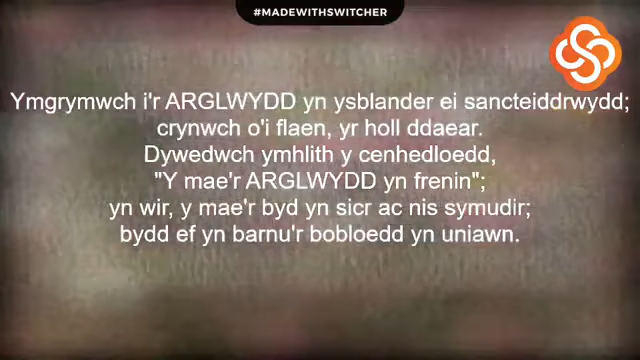 #MADEWITHSWITCHER
Ymgrymwch i'r ARGLWYDD yn ysblander ei sancteiddrwydd;
crynwch o'i flaen, yr holl ddaear.
Dywedwch ymhlith y cenhedloedd,
"Y mae'r ARGLWYDD yn frenin";
yn wir, y mae'r byd yn sicr ac nis symudir;
bydd ef yn barnu'r bobloedd yn uniawn.